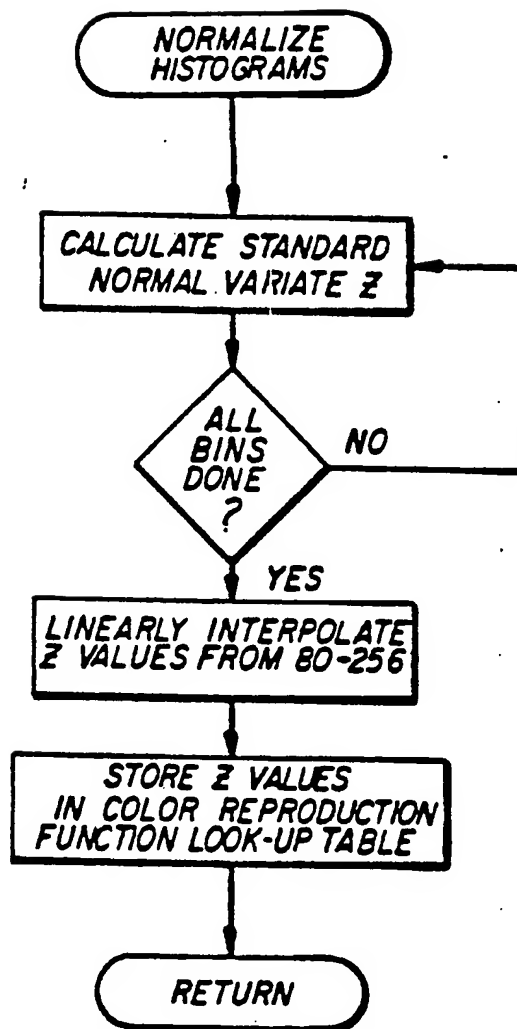 NORMALIZE
HISTOGRAMS
CALCULATE STANDARD
NORMAL VARIATE Z
ALL
BINS
DONE
?
NO
YES
LINEARLY INTERPOLATE
Z VALUES FROM 80-256
STORE Z VALUES
IN COLOR REPRODUCTION
FUNCTION LOOK-UP TABLE
RETURN